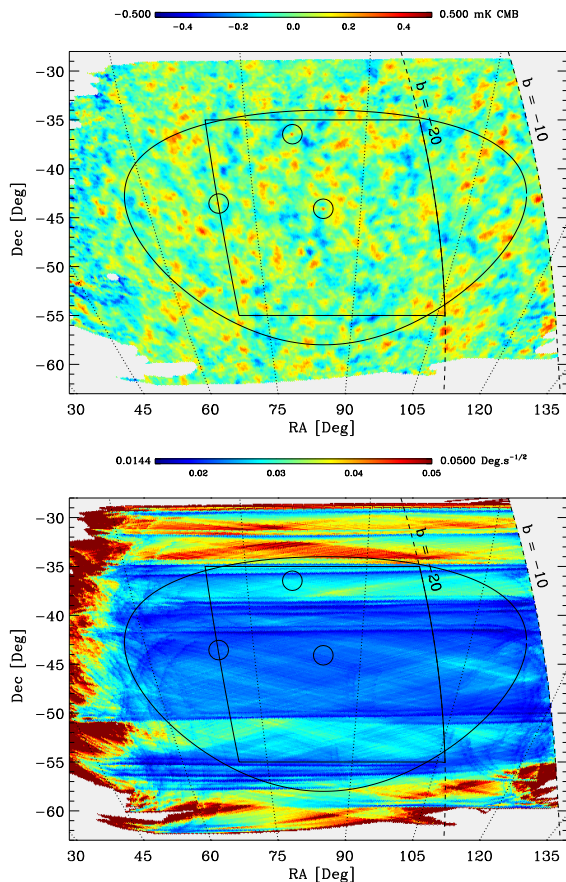 -0.500 0.500 mK CMB
-0.4 -0.2 0.0 0.2 0.4
-30
-35
-40
-45
-50
-55
-60
Dec [Deg]
b = -20
b = -10
30 45 60 75 90 105 120 135
RA [Deg]
0.0144 0.0500 Deg.s^-1/2
0.02 0.03 0.04 0.05
-30
-35
-40
-45
-50
-55
-60
Dec [Deg]
b = -20
b = -10
30 45 60 75 90 105 120 135
RA [Deg]